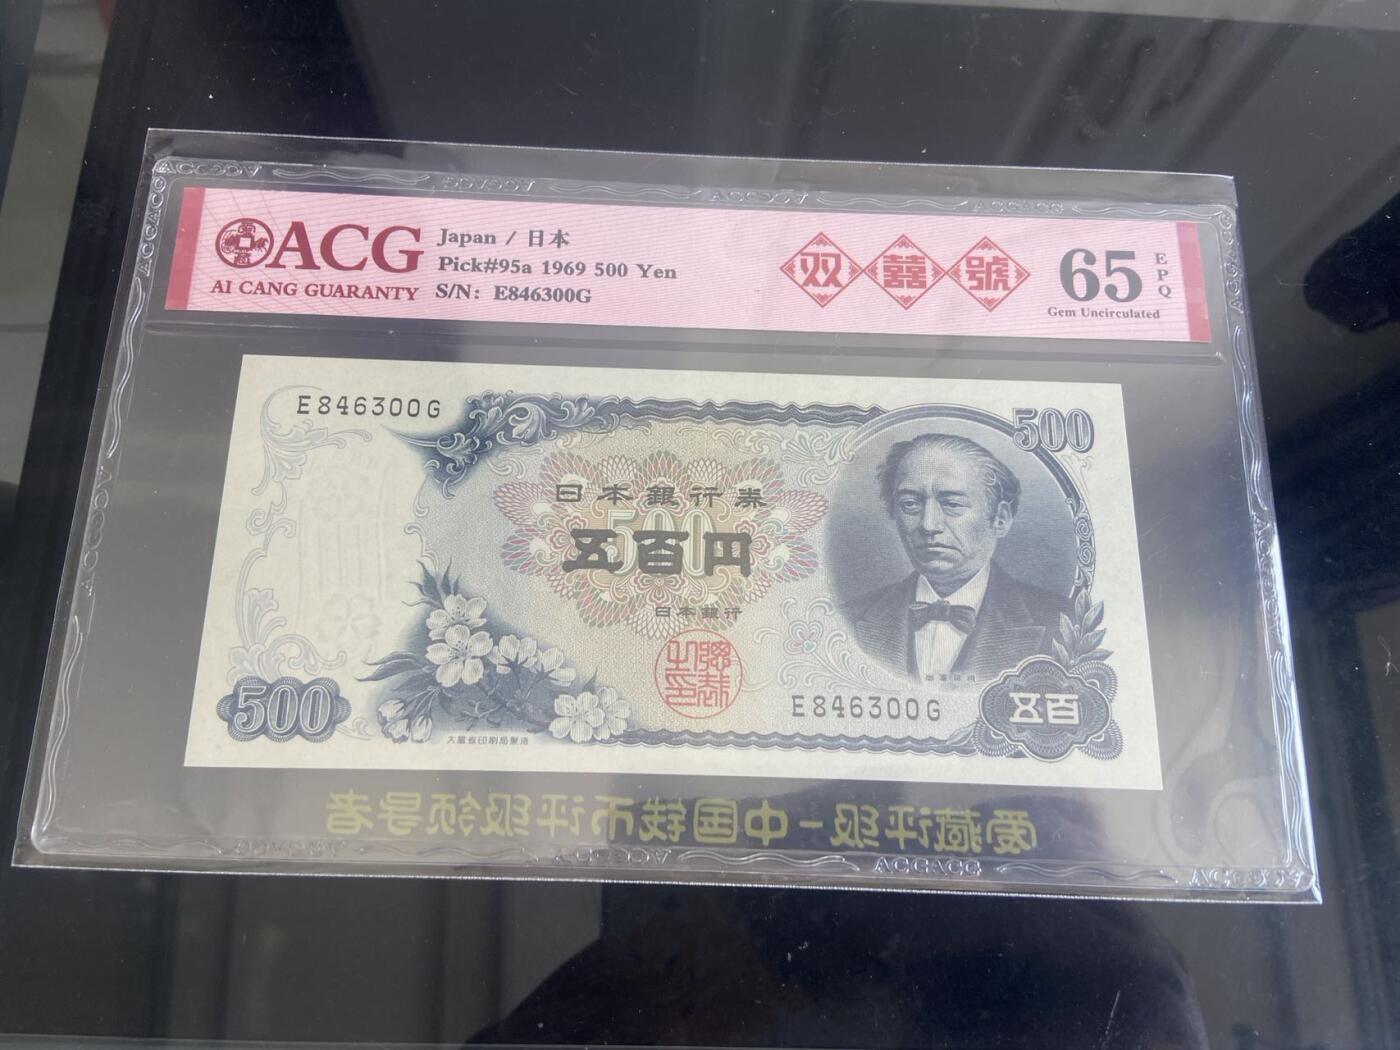 ACG
AI CANG GUARANTY
Japan / 日本
Pick#95a 1969 500 Yen
S/N: E846300G
双囍號
65
EPQ
Gem Uncirculated
E846300G
500
日本銀行券
500
五百円
日本銀行
E846300G
500
五百
大蔵省印刷局製造
爱藏评级-中国钱币评级领导者
ACGACG